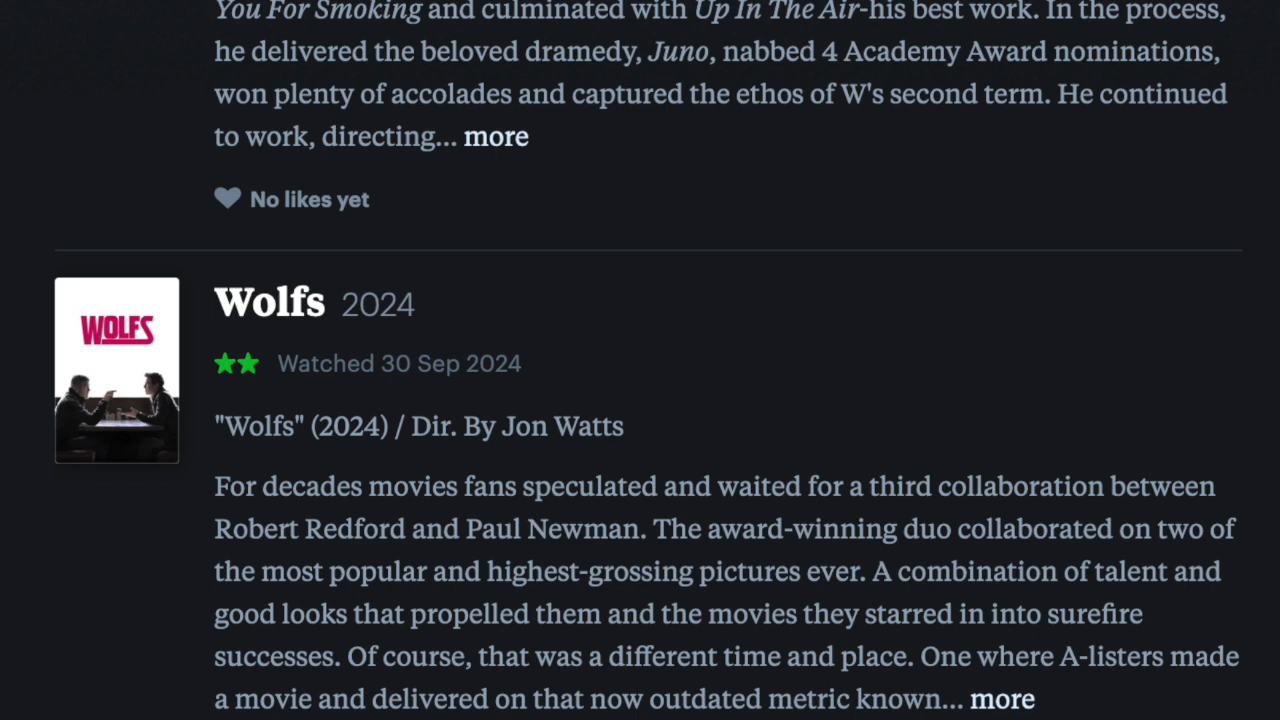 You For Smoking and culminated with Up In The Air-his best work. In the process,
he delivered the beloved dramedy, Juno, nabbed 4 Academy Award nominations,
won plenty of accolades and captured the ethos of W's second term. He continued
to work, directing... more
No likes yet
WOLFS
Wolfs 2024
Watched 30 Sep 2024
"Wolfs" (2024) / Dir. By Jon Watts
For decades movies fans speculated and waited for a third collaboration between
Robert Redford and Paul Newman. The award-winning duo collaborated on two of
the most popular and highest-grossing pictures ever. A combination of talent and
good looks that propelled them and the movies they starred in into surefire
successes. Of course, that was a different time and place. One where A-listers made
a movie and delivered on that now outdated metric known... more